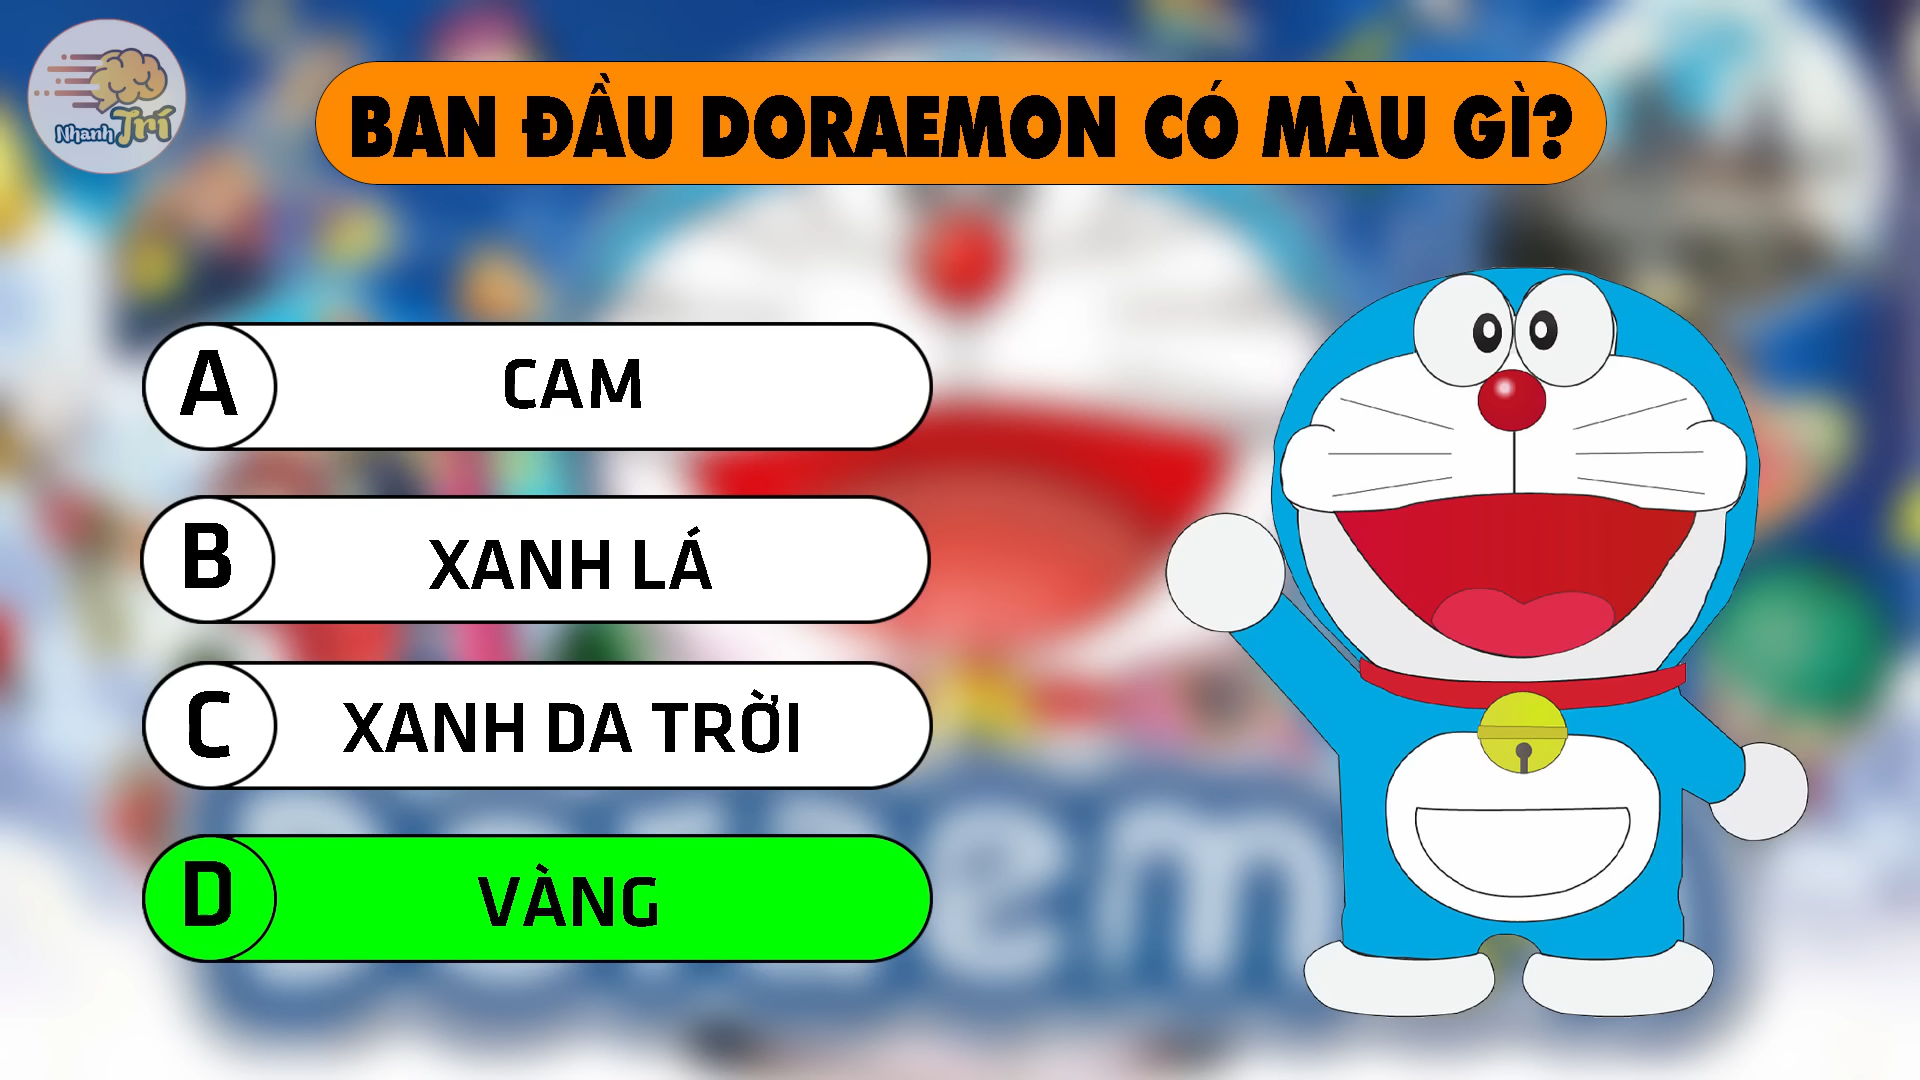 Nhanh Trí
BAN ĐẦU DORAEMON CÓ MÀU GÌ?
A CAM
B XANH LÁ
C XANH DA TRỜI
D VÀNG